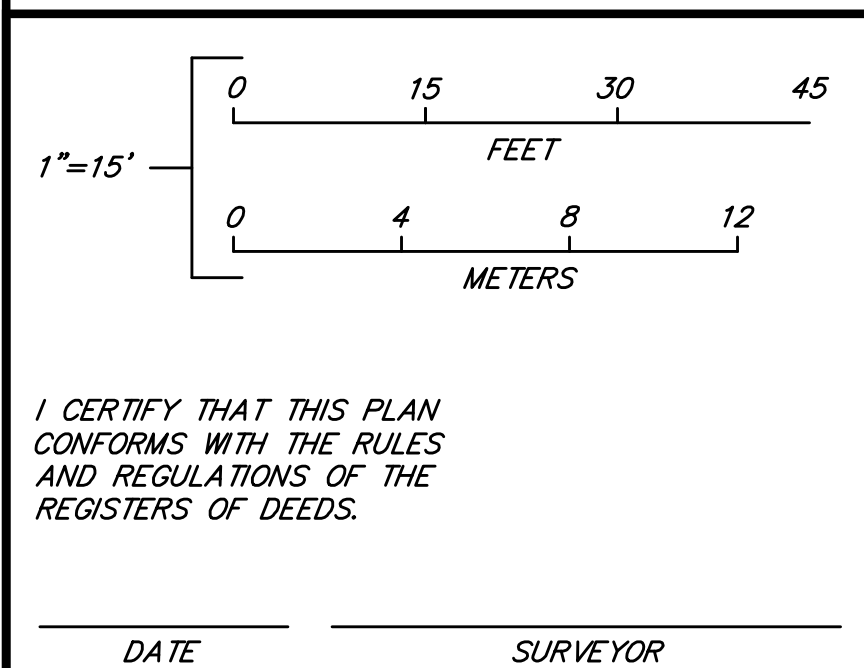 0 15 30 45
FEET
1"=15'
0 4 8 12
METERS
I CERTIFY THAT THIS PLAN
CONFORMS WITH THE RULES
AND REGULATIONS OF THE
REGISTERS OF DEEDS.
DATE SURVEYOR